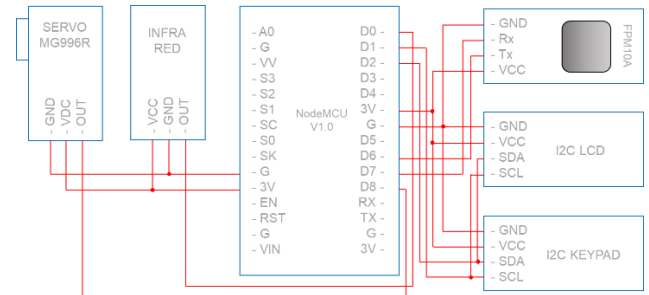 SERVO
MG996R
- GND
- VDC
- OUT
INFRA
RED
- VCC
- GND
- OUT
- A0
- G
- VV
- S3
- S2
- S1
- SC
- S0
- SK
- G
- 3V
- EN
- RST
- G
- VIN
NodeMCU
V1.0
D0 -
D1 -
D2 -
D3 -
D4 -
3V -
G -
D5 -
D6 -
D7 -
D8 -
RX -
TX -
G -
3V -
- GND
- Rx
- Tx
- VCC
FPM10A
- GND
- VCC
- SDA
- SCL
I2C LCD
- GND
- VCC
- SDA
- SCL
I2C KEYPAD